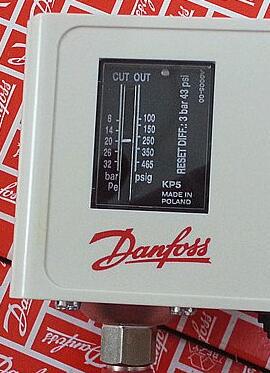 CUT OUT
8 100
14 150
20 250
26 350
32 465
bar psig
Pe
RESET DIFF.: 3 bar 43 psi
KP5
MADE IN
POLAND
Danfoss